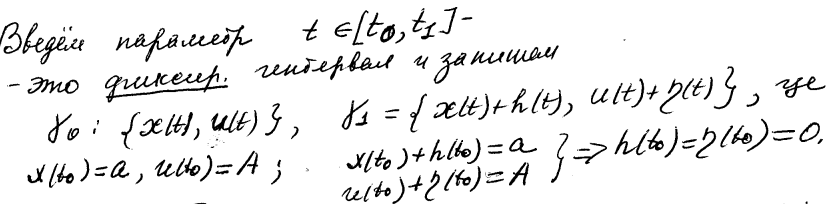 Введём параметр t ∈ [t₀, t₁] –
– это фиксир. интервал и запишем
γ₀ : {x(t), u(t)}, γ₁ = {x(t)+h(t), u(t)+η(t)}, где
x(t₀)=a, u(t₀)=A ; x(t₀)+h(t₀)=a
u(t₀)+η(t₀)=A } ⇒ h(t₀)=η(t₀)=0.